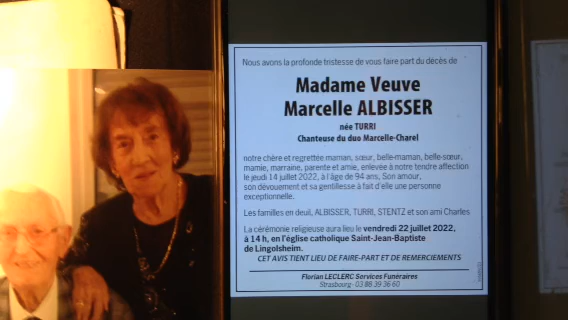 Nous avons la profonde tristesse de vous faire part du décès de
Madame Veuve
Marcelle ALBISSER
née TURRI
Chanteuse du duo Marcelle-Charel
notre chère et regrettée maman, sœur, belle-maman, belle-sœur,
mamie, marraine, parente et amie, enlevée à notre tendre affection
le jeudi 14 juillet 2022, à l'âge de 94 ans. Son amour,
son dévouement et sa gentillesse à fait d'elle une personne
exceptionnelle.
Les familles en deuil, ALBISSER, TURRI, STENTZ et son ami Charles
La cérémonie religieuse aura lieu le vendredi 22 juillet 2022,
à 14 h, en l'église catholique Saint-Jean-Baptiste
de Lingolsheim.
CET AVIS TIENT LIEU DE FAIRE-PART ET DE REMERCIEMENTS
Florian LECLERC Services Funéraires
Strasbourg - 03 88 39 36 60